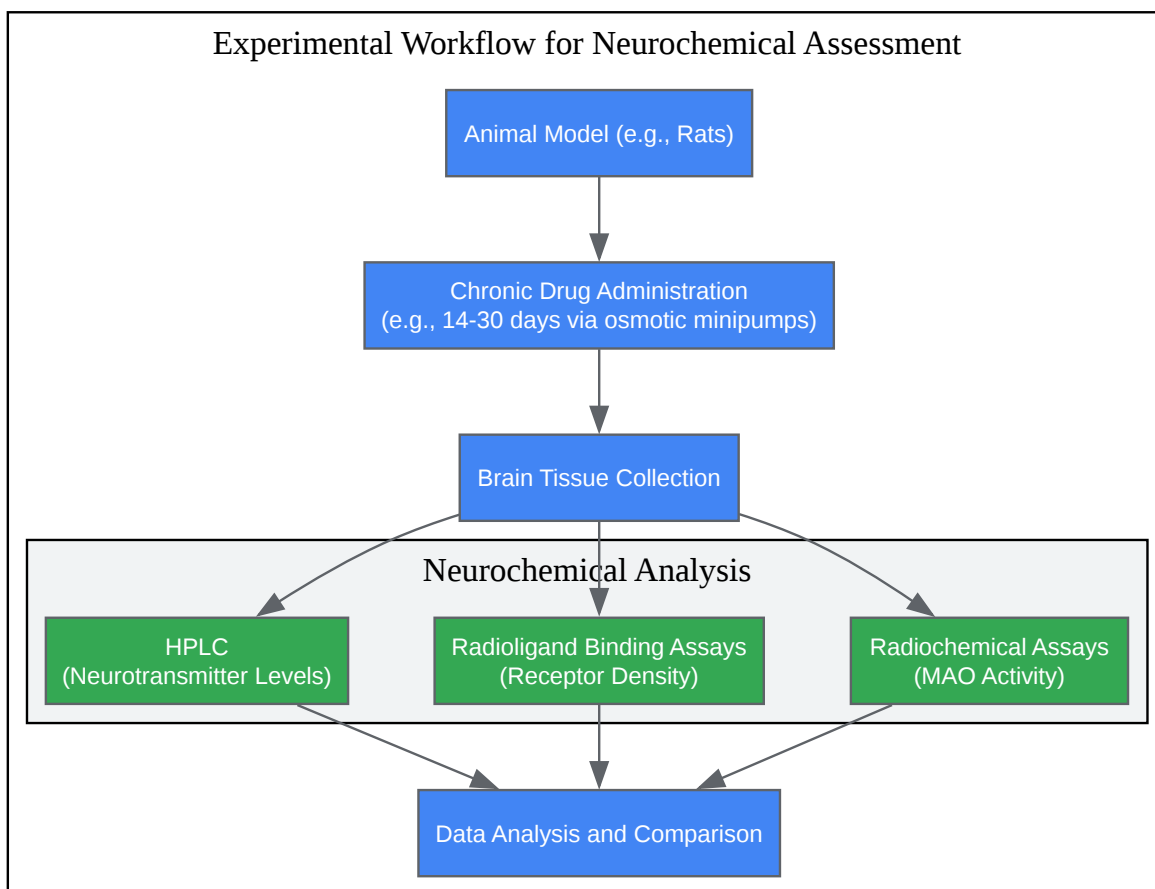 Experimental Workflow for Neurochemical Assessment
Animal Model (e.g., Rats)
Chronic Drug Administration
(e.g., 14-30 days via osmotic minipumps)
Brain Tissue Collection
Neurochemical Analysis
HPLC
(Neurotransmitter Levels)
Radioligand Binding Assays
(Receptor Density)
Radiochemical Assays
(MAO Activity)
Data Analysis and Comparison